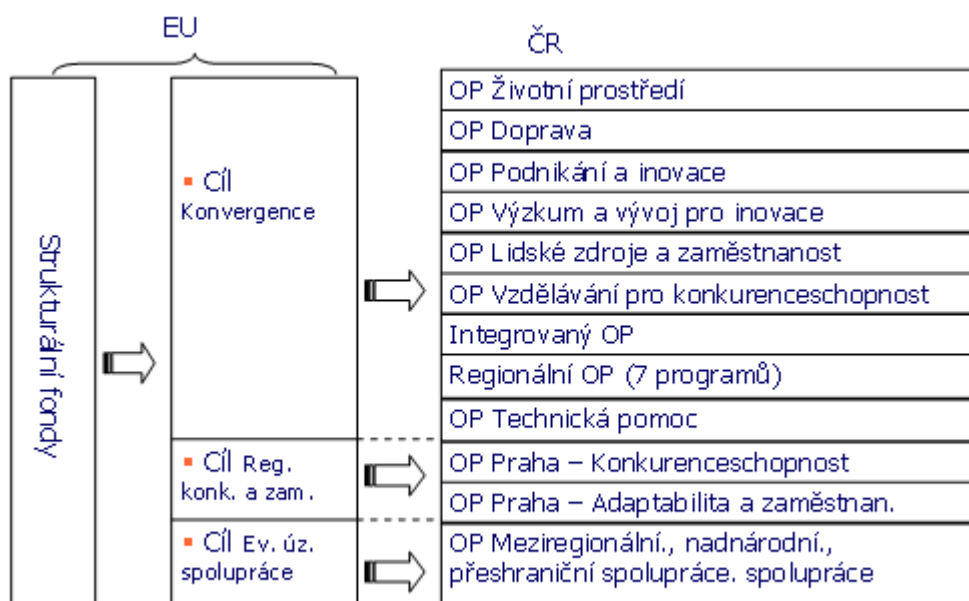 EU
ČR
Strukturální fondy
▪ Cíl
Konvergence
▪ Cíl Reg.
konk. a zam.
▪ Cíl Ev. úz.
spolupráce
OP Životní prostředí
OP Doprava
OP Podnikání a inovace
OP Výzkum a vývoj pro inovace
OP Lidské zdroje a zaměstnanost
OP Vzdělávání pro konkurenceschopnost
Integrovaný OP
Regionální OP (7 programů)
OP Technická pomoc
OP Praha – Konkurenceschopnost
OP Praha – Adaptabilita a zaměstnan.
OP Meziregionální., nadnárodní.,
přeshraniční spolupráce. spolupráce